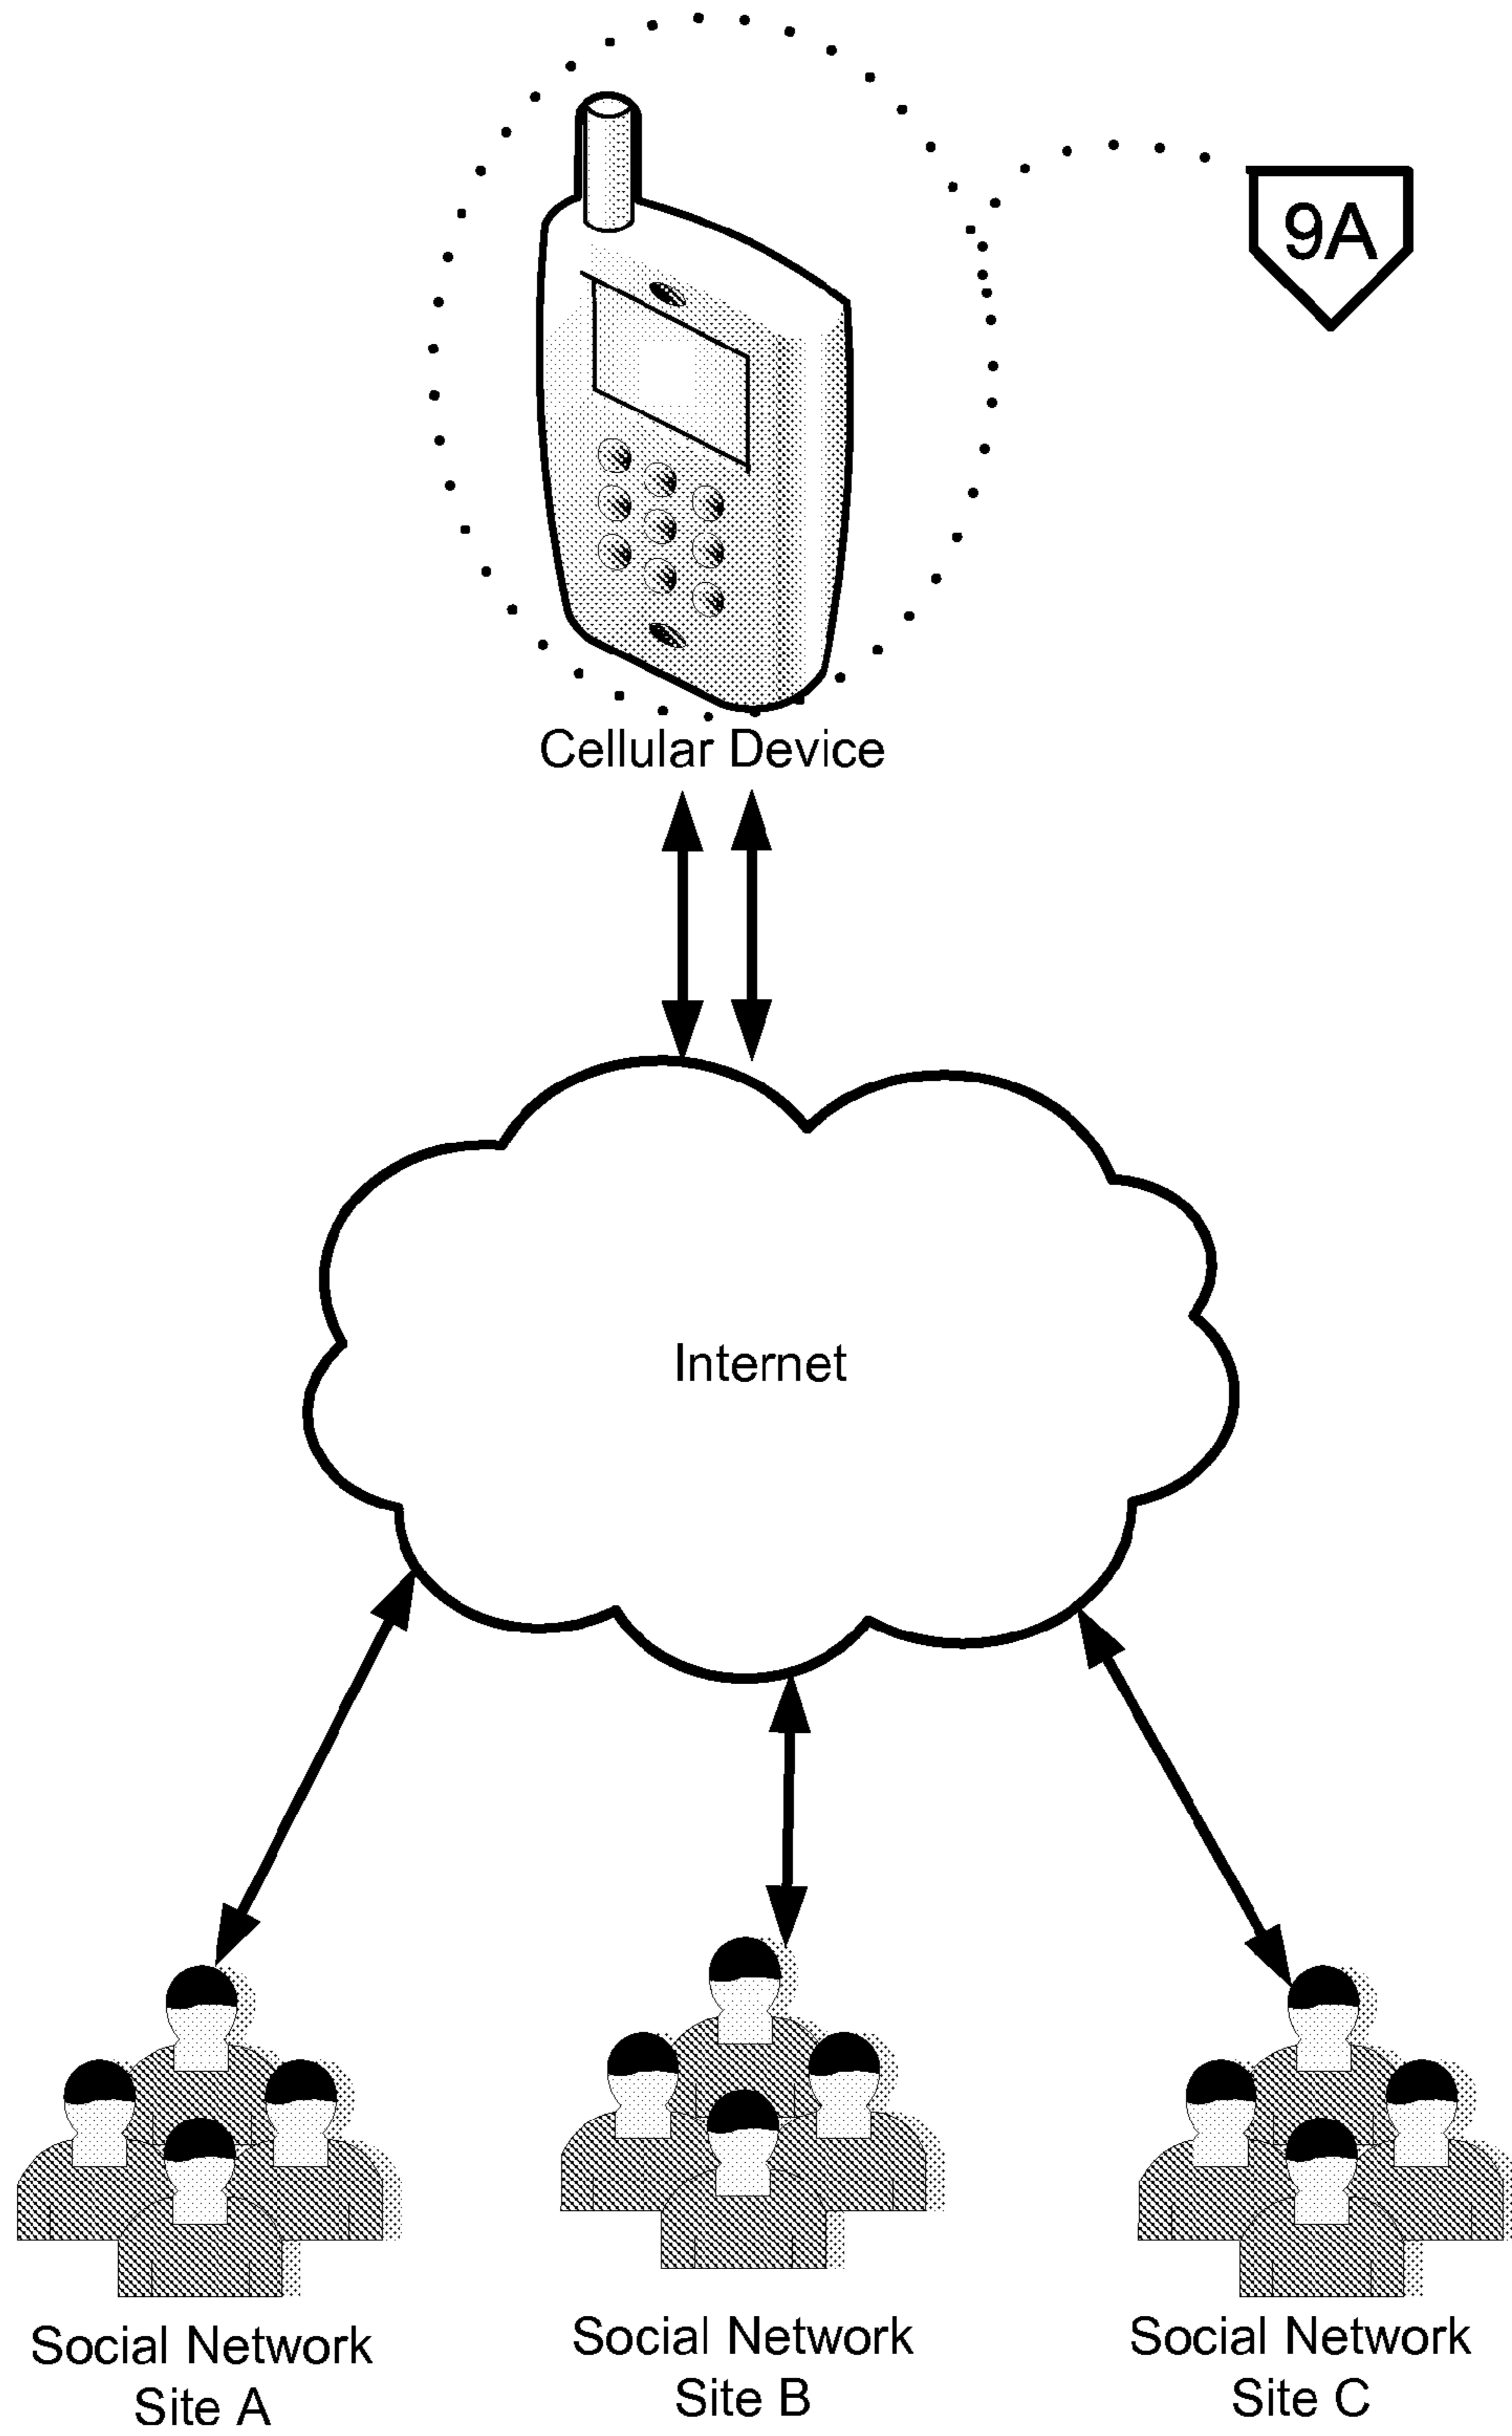 9A
Cellular Device
Internet
Social Network
Site A
Social Network
Site B
Social Network
Site C